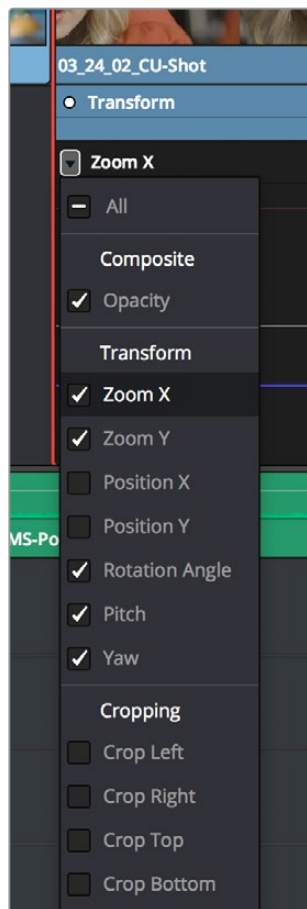 03_24_02_CU-Shot
Transform
Zoom X
All
Composite
Opacity
Transform
Zoom X
Zoom Y
Position X
Position Y
MS-Po
Rotation Angle
Pitch
Yaw
Cropping
Crop Left
Crop Right
Crop Top
Crop Bottom